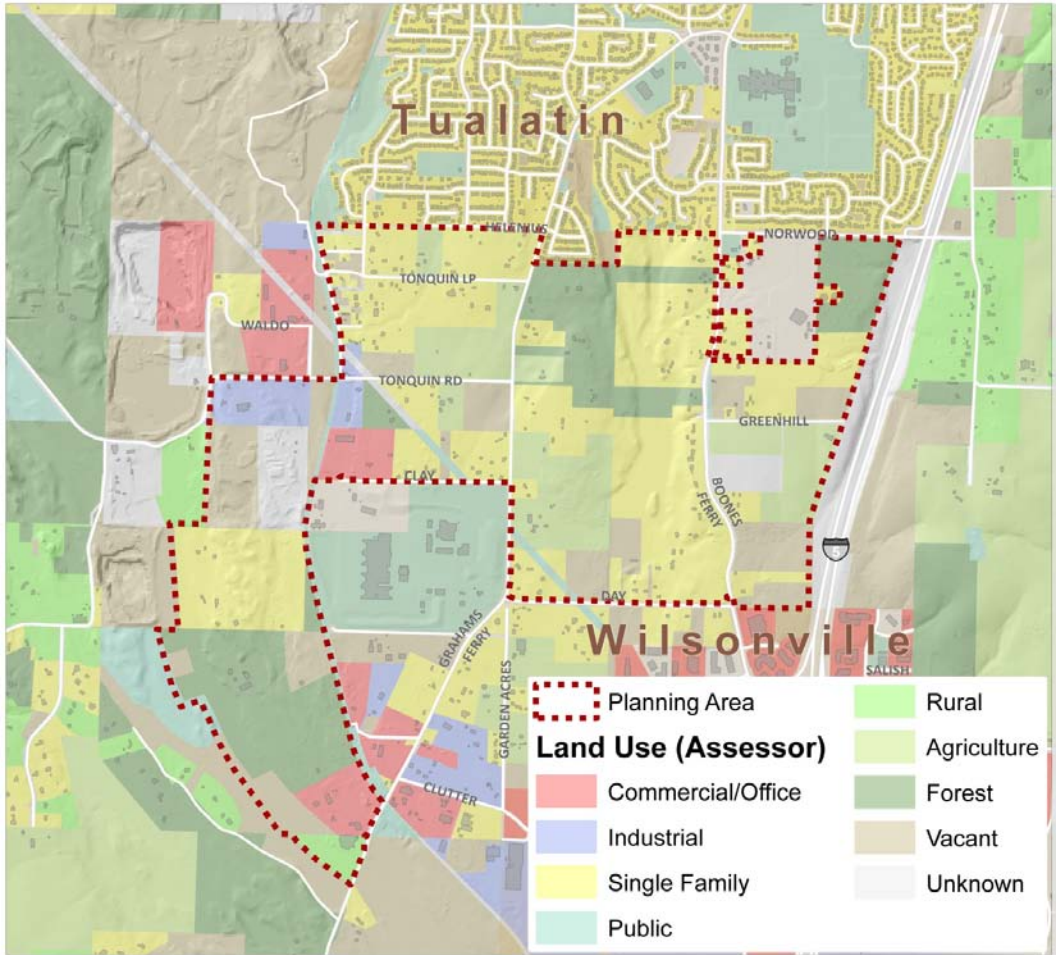 Tualatin
HELENIUS
NORWOOD
TONQUIN LP
WALDO
TONQUIN RD
GREENHILL
CLAY
BOONES
FERRY
5
DAY
GRAHAMS
FERRY
Wilsonville
GARDEN ACRES
SALISH
CLUTTER
Planning Area
Land Use (Assessor)
Commercial/Office
Industrial
Single Family
Public
Rural
Agriculture
Forest
Vacant
Unknown